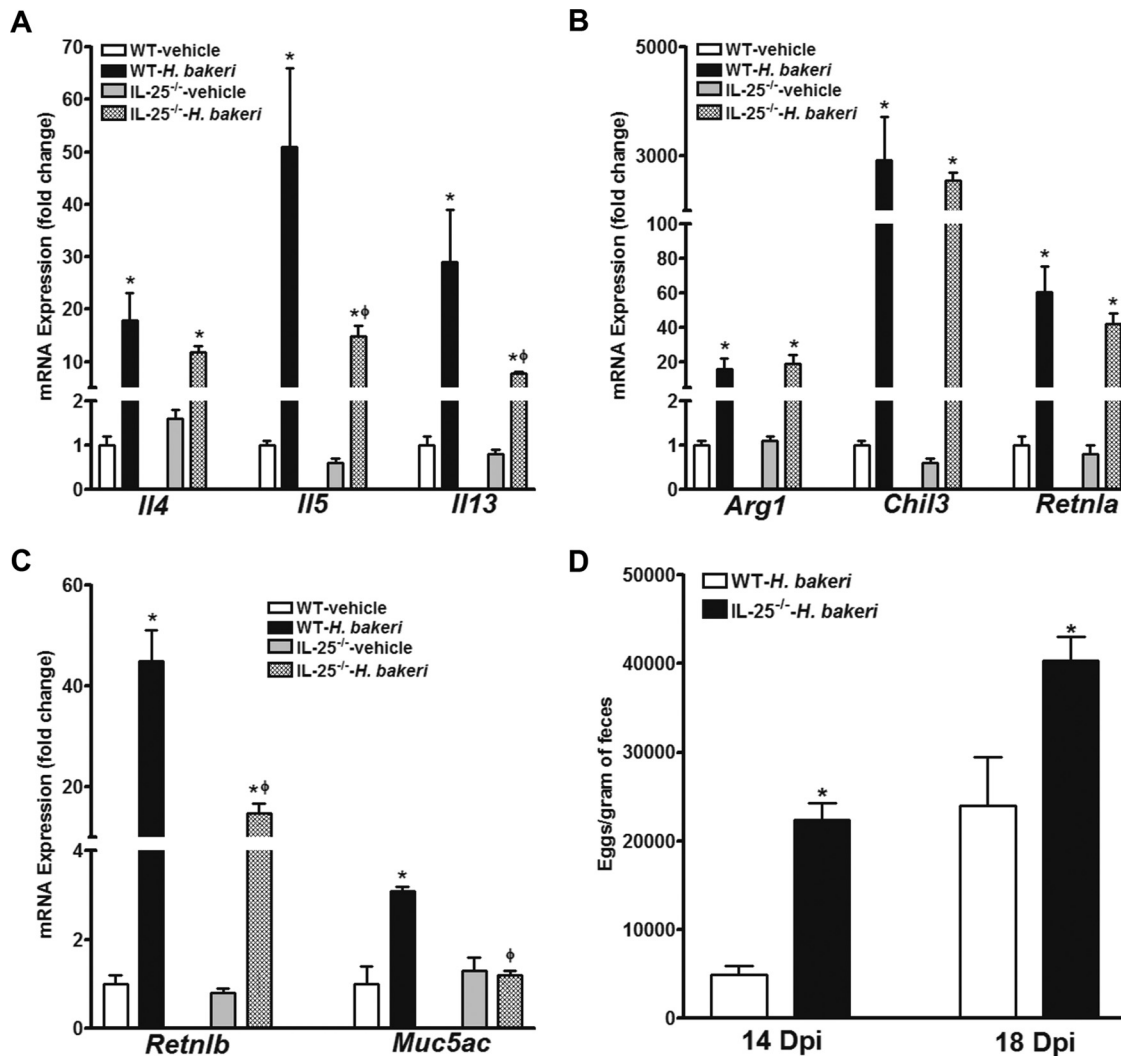 A
mRNA Expression (fold change)
70
60
50
40
30
20
10
2
1
0
WT-vehicle
WT-H. bakeri
IL-25-/--vehicle
IL-25-/--H. bakeri
*
*
*
*
*ϕ
*ϕ
Il4
Il5
Il13
B
mRNA Expression (fold change)
5000
3000
100
80
60
40
20
2
1
0
WT-vehicle
WT-H. bakeri
IL-25-/--vehicle
IL-25-/--H. bakeri
*
*
*
*
*
*
Arg1
Chil3
Retnla
C
mRNA Expression (fold change)
60
40
20
4
2
0
WT-vehicle
WT-H. bakeri
IL-25-/--vehicle
IL-25-/--H. bakeri
*
*ϕ
*
ϕ
Retnlb
Muc5ac
D
Eggs/gram of feces
50000
40000
30000
20000
10000
0
WT-H. bakeri
IL-25-/--H. bakeri
*
*
14 Dpi
18 Dpi